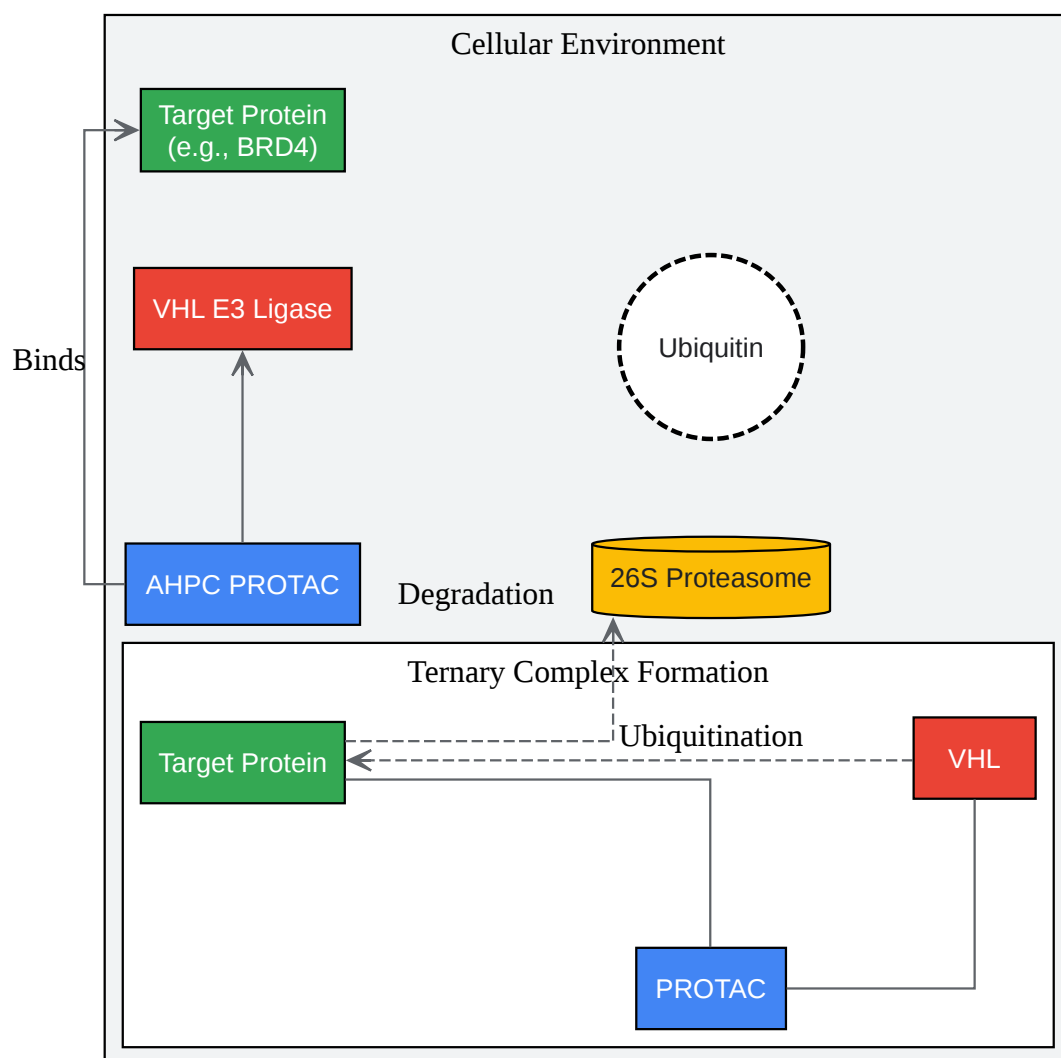 Cellular Environment
Target Protein
(e.g., BRD4)
VHL E3 Ligase
Binds
Ubiquitin
AHPC PROTAC
Degradation
26S Proteasome
Ternary Complex Formation
Ubiquitination
Target Protein
VHL
PROTAC